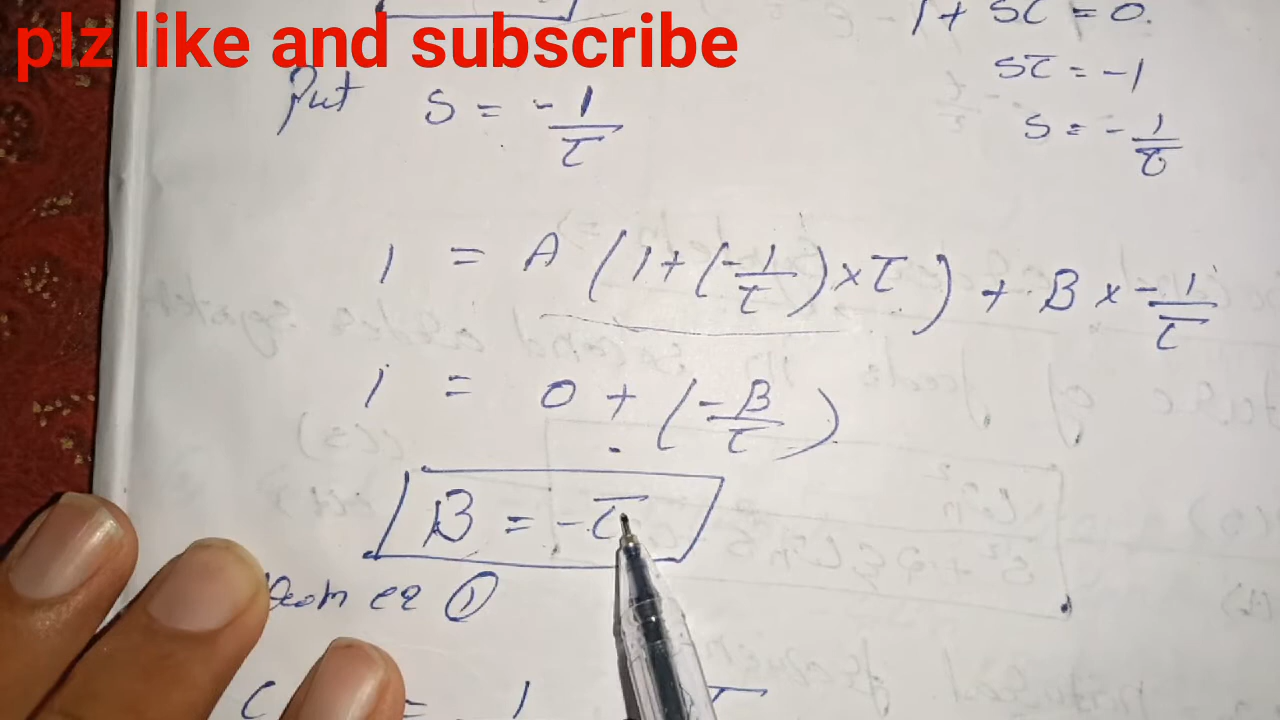 plz like and subscribe
1 + sτ = 0.
sτ = -1
s = -1/τ
Put s = -1/τ
1 = A (1+(-1/τ)×τ) + B × -1/τ
1 = 0 + (-B/τ)
B = -τ
from eq ①